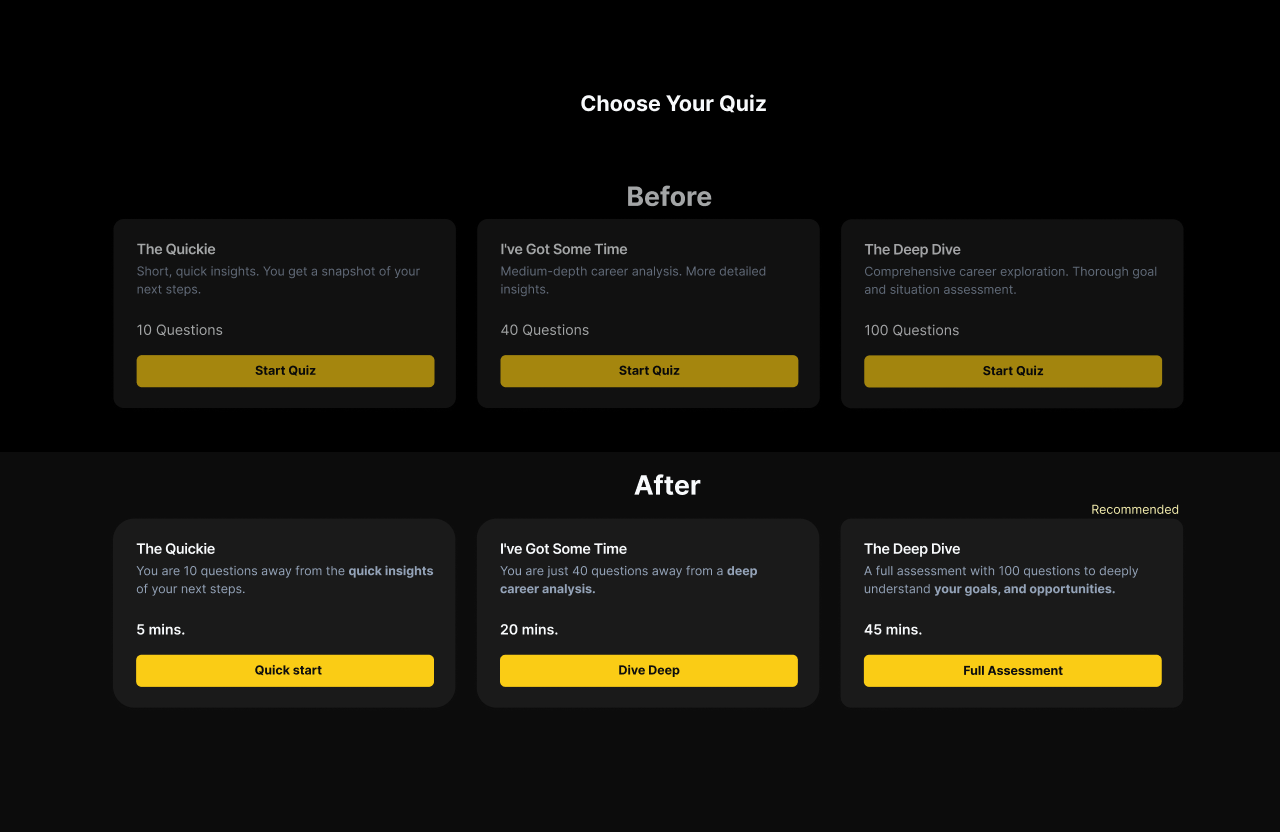 Choose Your Quiz
Before
The Quickie
Short, quick insights. You get a snapshot of your
next steps.
10 Questions
Start Quiz
I've Got Some Time
Medium-depth career analysis. More detailed
insights.
40 Questions
Start Quiz
The Deep Dive
Comprehensive career exploration. Thorough goal
and situation assessment.
100 Questions
Start Quiz
After
The Quickie
You are 10 questions away from the quick insights
of your next steps.
5 mins.
Quick start
I've Got Some Time
You are just 40 questions away from a deep
career analysis.
20 mins.
Dive Deep
Recommended
The Deep Dive
A full assessment with 100 questions to deeply
understand your goals, and opportunities.
45 mins.
Full Assessment